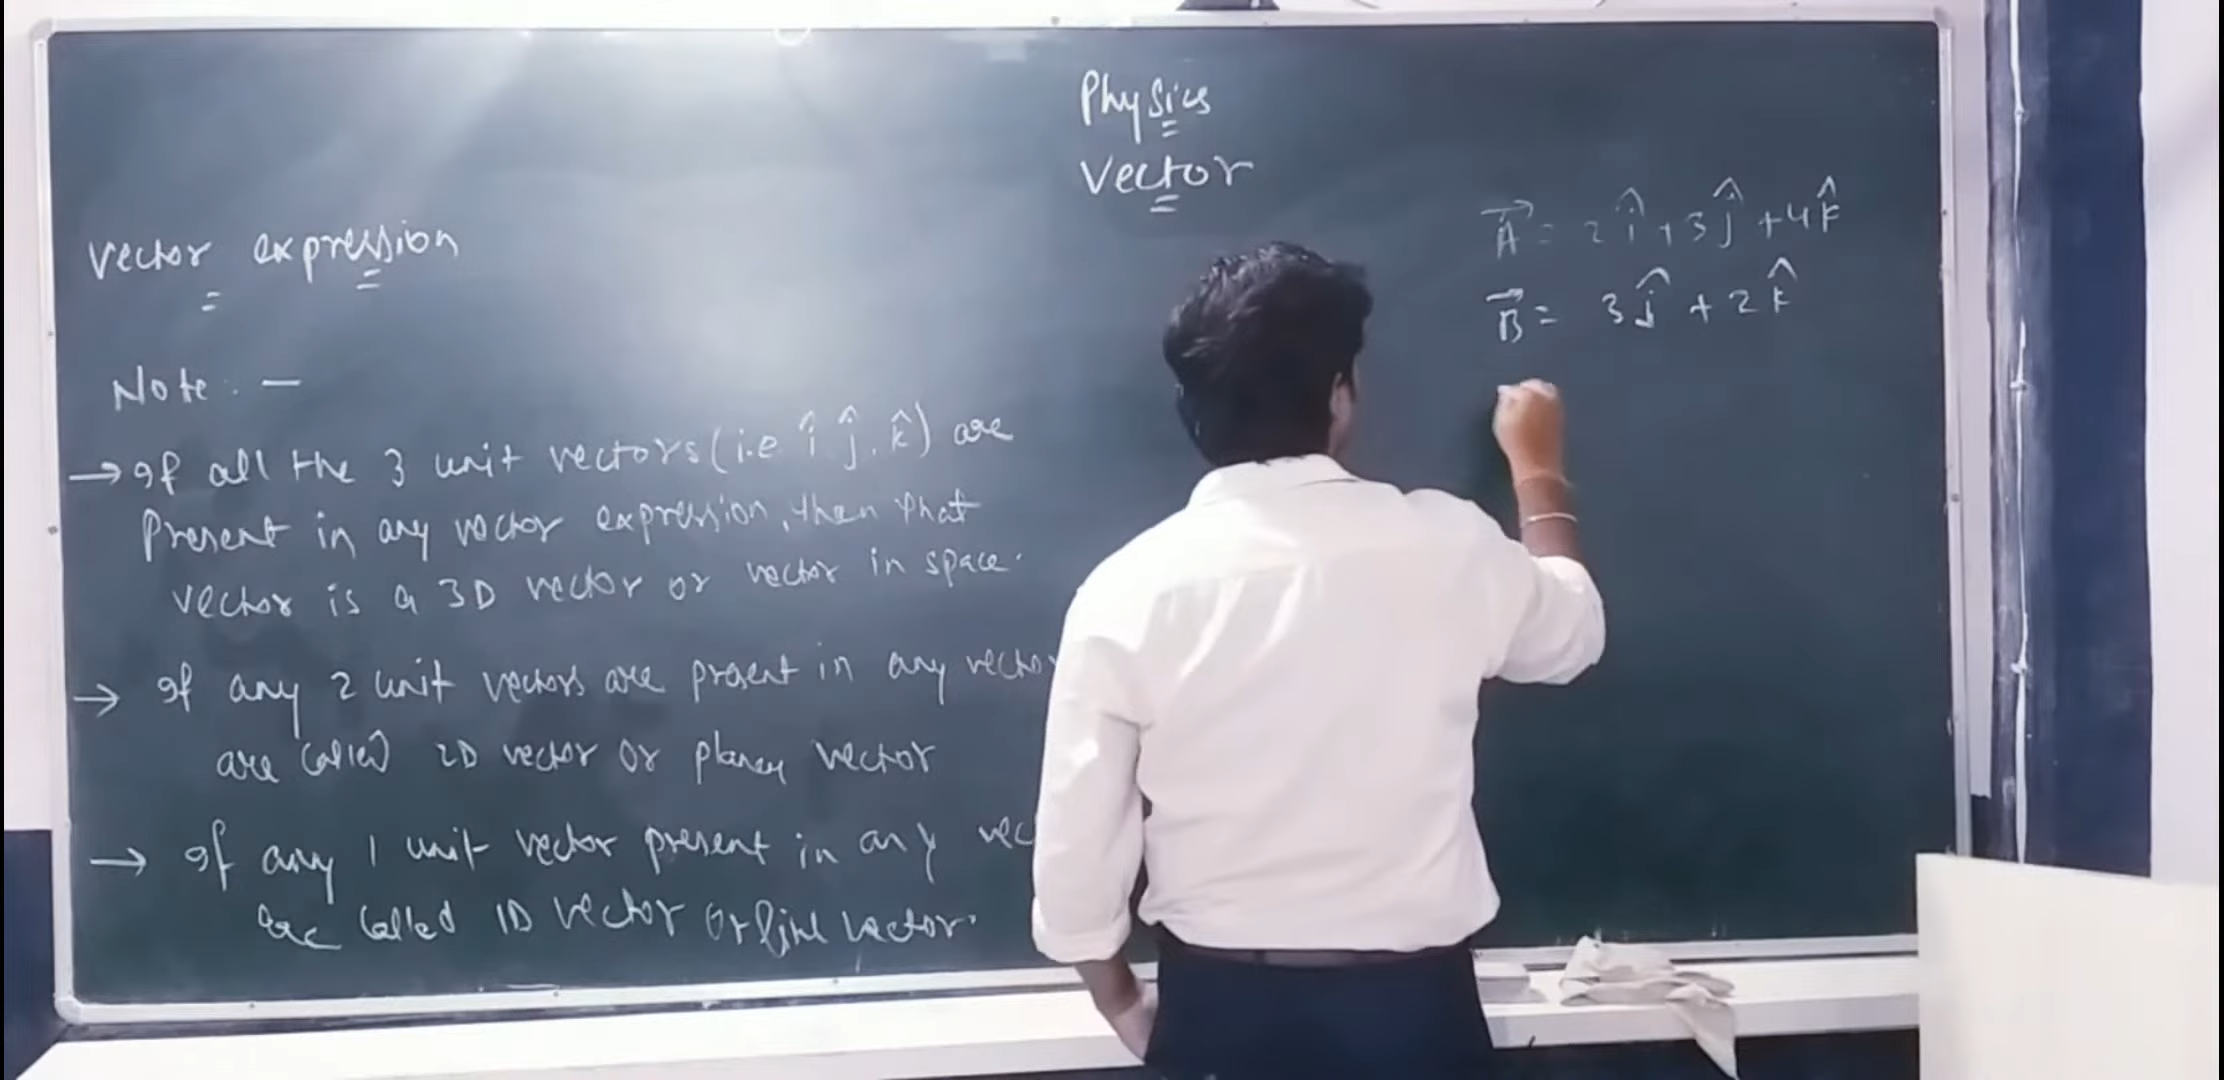 Physics
Vector
Vector expression
Note: –
→ If all the 3 unit vectors (i.e î ĵ, k̂) are
Present in any vector expression, then that
vector is a 3D vector or vector in space.
→ If any 2 unit vectors are present in any vector
are called 2D vector or planer vector
→ If any 1 unit vector present in any vec
are called 1D vector or line vector.
A⃗ = 2î + 3ĵ + 4k̂
B⃗ = 3ĵ + 2k̂